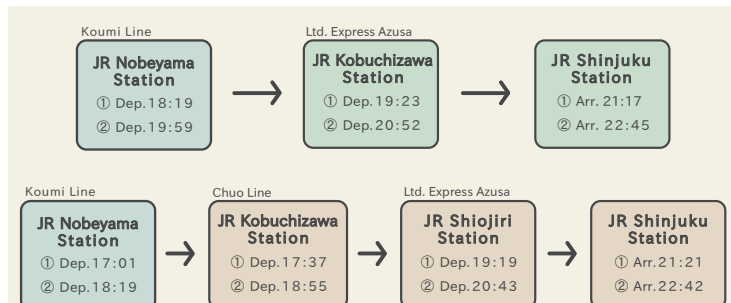 Koumi Line
JR Nobeyama
Station
① Dep.18:19
② Dep.19:59
Ltd. Express Azusa
JR Kobuchizawa
Station
① Dep.19:23
② Dep.20:52
JR Shinjuku
Station
① Arr. 21:17
② Arr. 22:45
Koumi Line
JR Nobeyama
Station
① Dep.17:01
② Dep.18:19
Chuo Line
JR Kobuchizawa
Station
① Dep.17:37
② Dep.18:55
Ltd. Express Azusa
JR Shiojiri
Station
① Dep.19:19
② Dep.20:43
JR Shinjuku
Station
① Arr.21:21
② Arr.22:42